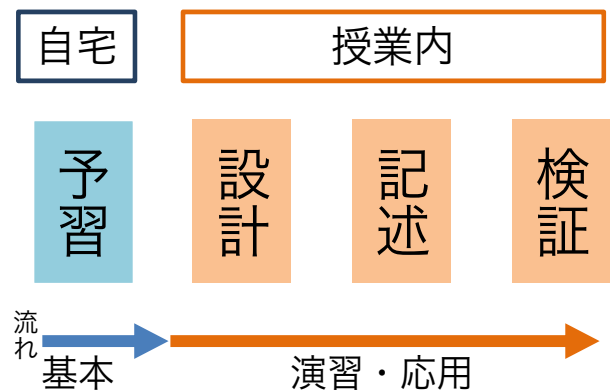 自宅
授業内
予習
設計
記述
検証
流れ
基本
演習・応用